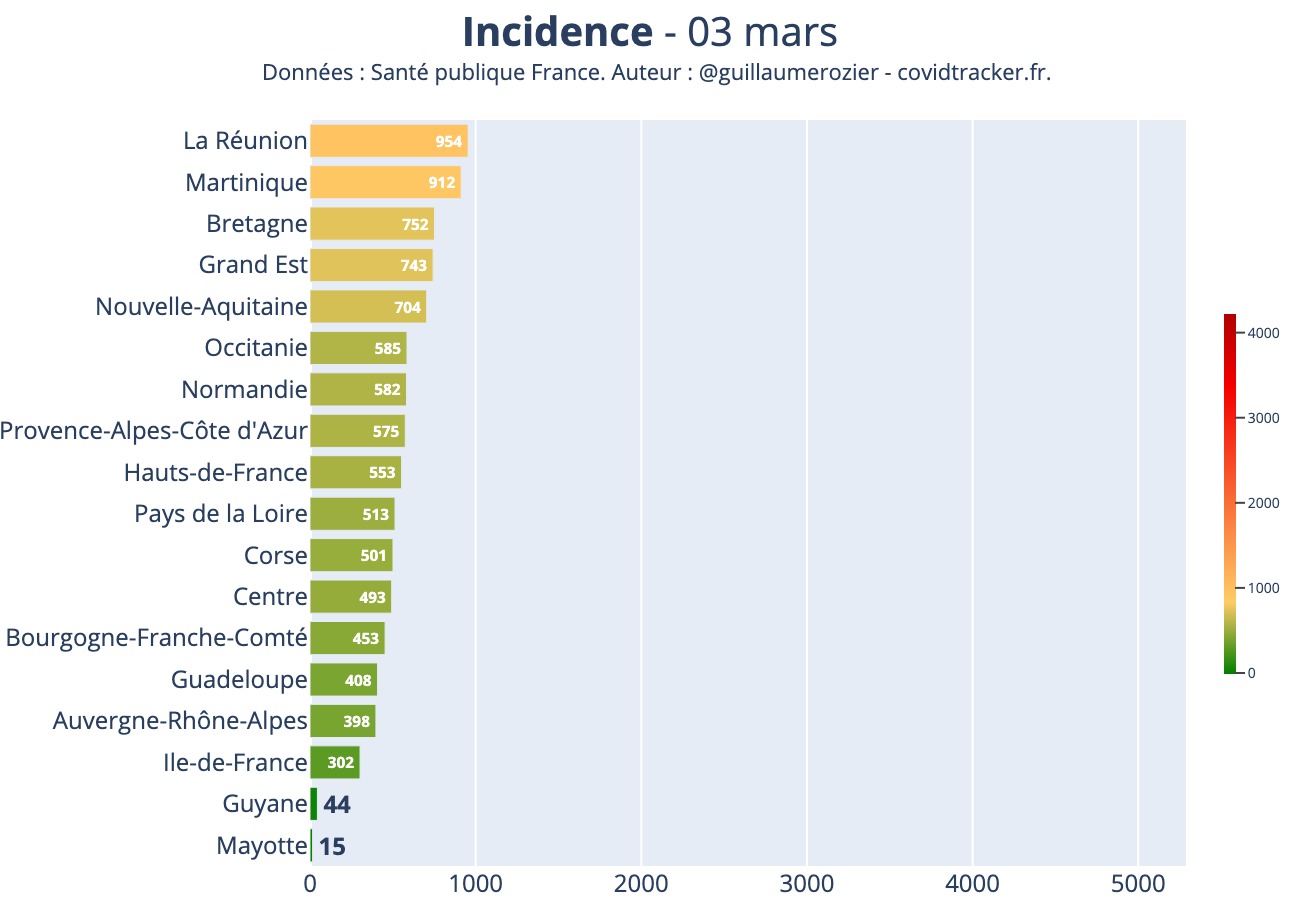 Incidence - 03 mars
Données : Santé publique France. Auteur : @guillaumerozier - covidtracker.fr.
La Réunion 954
Martinique 912
Bretagne 752
Grand Est 743
Nouvelle-Aquitaine 704
Occitanie 585
Normandie 582
Provence-Alpes-Côte d'Azur 575
Hauts-de-France 553
Pays de la Loire 513
Corse 501
Centre 493
Bourgogne-Franche-Comté 453
Guadeloupe 408
Auvergne-Rhône-Alpes 398
Ile-de-France 302
Guyane 44
Mayotte 15
0 1000 2000 3000 4000 5000
4000
3000
2000
1000
0